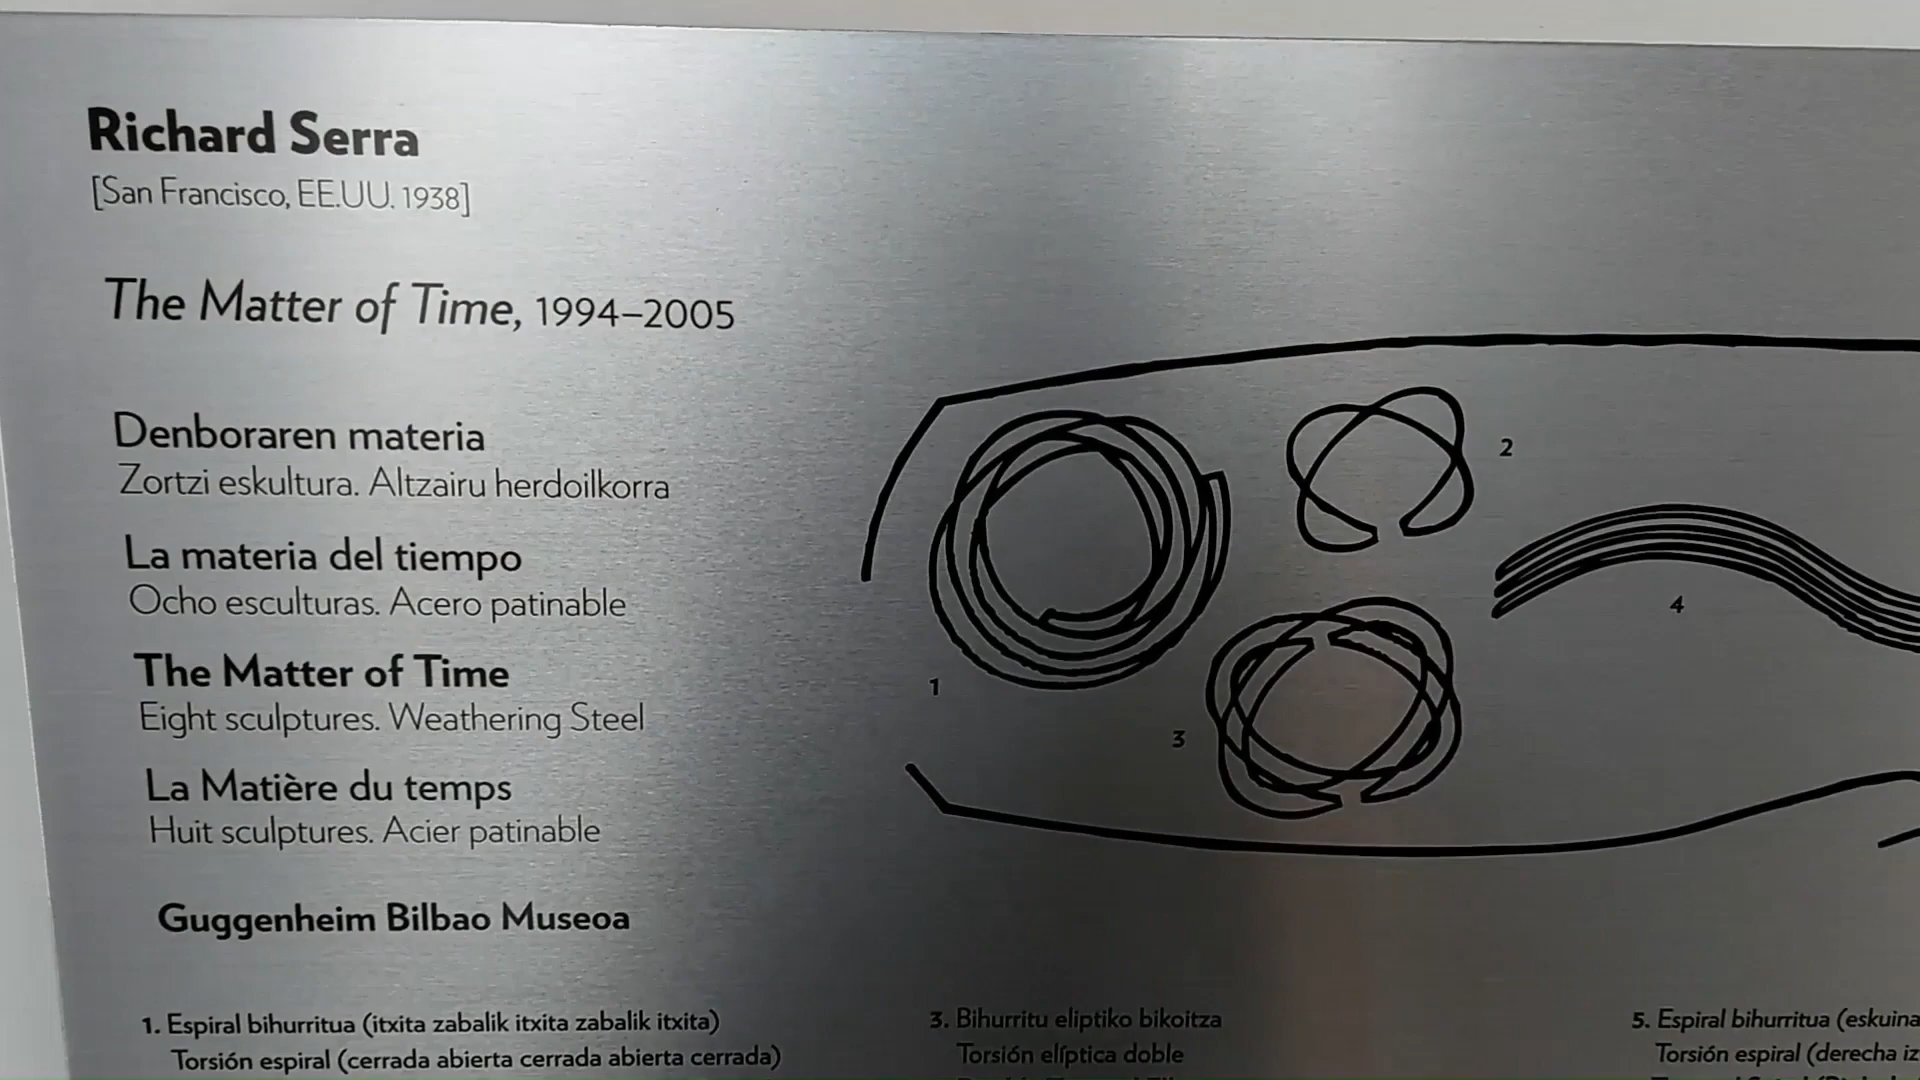 Richard Serra
[San Francisco, EE.UU. 1938]
The Matter of Time, 1994–2005
Denboraren materia
Zortzi eskultura. Altzairu herdoilkorra
La materia del tiempo
Ocho esculturas. Acero patinable
The Matter of Time
Eight sculptures. Weathering Steel
La Matière du temps
Huit sculptures. Acier patinable
Guggenheim Bilbao Museoa
1
2
3
4
1. Espiral bihurritua (itxita zabalik itxita zabalik itxita)
Torsión espiral (cerrada abierta cerrada abierta cerrada)
3. Bihurritu eliptiko bikoitza
Torsión elíptica doble
5. Espiral bihurritua (eskuina
Torsión espiral (derecha iz